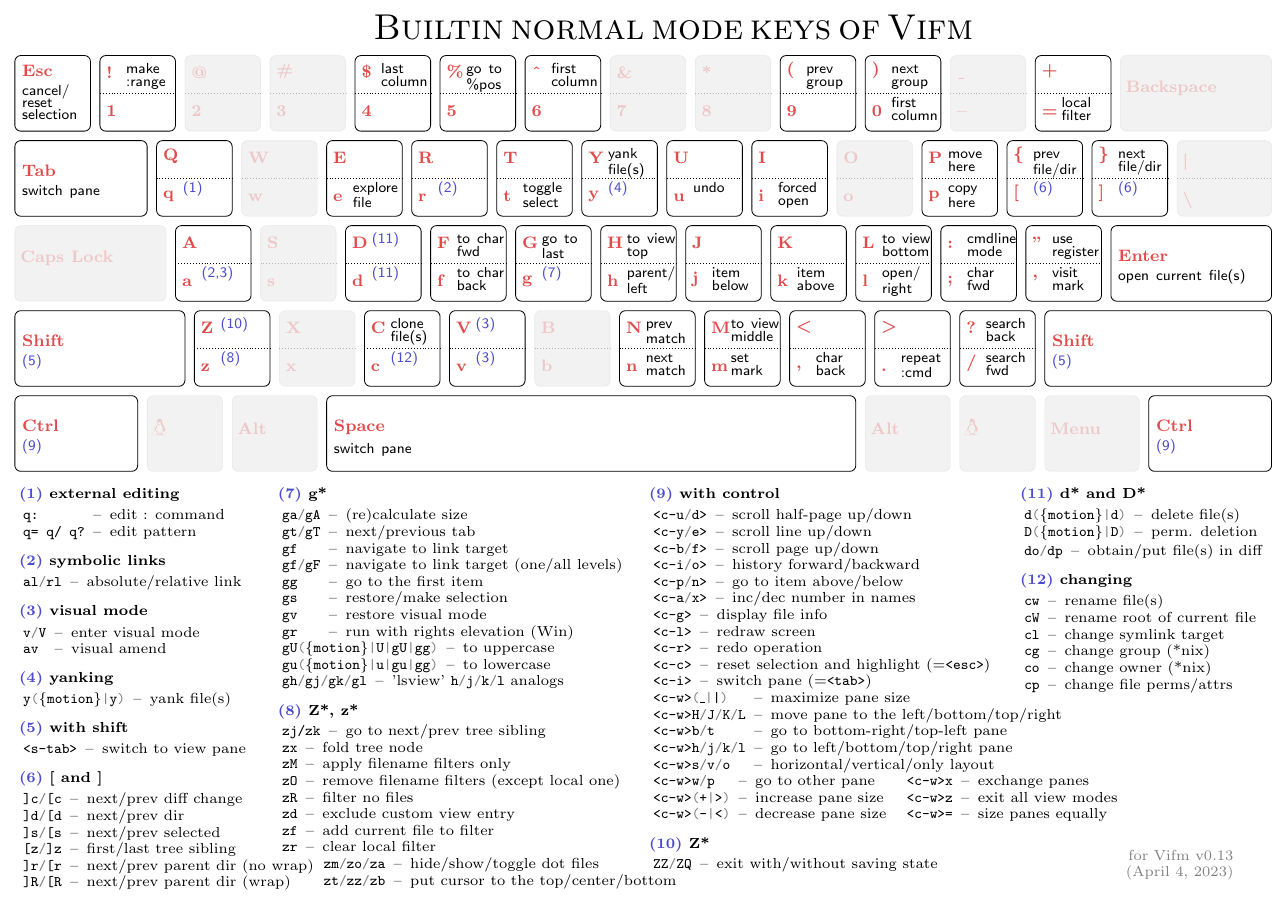 BUILTIN NORMAL MODE KEYS OF VIFM
Esc
cancel/
reset
selection
! make
:range
1
@
2
#
3
$ last
column
4
% go to
%pos
5
^ first
column
6
&
7
*
8
( prev
group
9
) next
group
0 first
column
_
–
+
= local
filter
Backspace
Tab
switch pane
Q
q (1)
W
w
E
e explore
file
R
r (2)
T
t toggle
select
Y yank
file(s)
y (4)
U
u undo
I
i forced
open
O
o
P move
here
p copy
here
{ prev
file/dir
[ (6)
} next
file/dir
] (6)
|
\
Caps Lock
A
a (2,3)
S
s
D (11)
d (11)
F to char
fwd
f to char
back
G go to
last
g (7)
H to view
top
h parent/
left
J
j item
below
K
k item
above
L to view
bottom
l open/
right
: cmdline
mode
; char
fwd
” use
register
’ visit
mark
Enter
open current file(s)
Shift
(5)
Z (10)
z (8)
X
x
C clone
file(s)
c (12)
V (3)
v (3)
B
b
N prev
match
n next
match
M to view
middle
m set
mark
<
, char
back
>
. repeat
:cmd
? search
back
/ search
fwd
Shift
(5)
Ctrl
(9)
Alt
Space
switch pane
Alt
Menu
Ctrl
(9)
(1) external editing
q: – edit : command
q= q/ q? – edit pattern
(2) symbolic links
al/rl – absolute/relative link
(3) visual mode
v/V – enter visual mode
av – visual amend
(4) yanking
y({motion}|y) – yank file(s)
(5) with shift
<s-tab> – switch to view pane
(6) [ and ]
]c/[c – next/prev diff change
]d/[d – next/prev dir
]s/[s – next/prev selected
[z/]z – first/last tree sibling
]r/[r – next/prev parent dir (no wrap)
]R/[R – next/prev parent dir (wrap)
(7) g*
ga/gA – (re)calculate size
gt/gT – next/previous tab
gf – navigate to link target
gf/gF – navigate to link target (one/all levels)
gg – go to the first item
gs – restore/make selection
gv – restore visual mode
gr – run with rights elevation (Win)
gU({motion}|U|gU|gg) – to uppercase
gu({motion}|u|gu|gg) – to lowercase
gh/gj/gk/gl – ’lsview’ h/j/k/l analogs
(8) Z*, z*
zj/zk – go to next/prev tree sibling
zx – fold tree node
zM – apply filename filters only
zO – remove filename filters (except local one)
zR – filter no files
zd – exclude custom view entry
zf – add current file to filter
zr – clear local filter
zm/zo/za – hide/show/toggle dot files
zt/zz/zb – put cursor to the top/center/bottom
(9) with control
<c-u/d> – scroll half-page up/down
<c-y/e> – scroll line up/down
<c-b/f> – scroll page up/down
<c-i/o> – history forward/backward
<c-p/n> – go to item above/below
<c-a/x> – inc/dec number in names
<c-g> – display file info
<c-l> – redraw screen
<c-r> – redo operation
<c-c> – reset selection and highlight (=<esc>)
<c-i> – switch pane (=<tab>)
<c-w>(_||) – maximize pane size
<c-w>H/J/K/L – move pane to the left/bottom/top/right
<c-w>b/t – go to bottom-right/top-left pane
<c-w>h/j/k/l – go to left/bottom/top/right pane
<c-w>s/v/o – horizontal/vertical/only layout
<c-w>w/p – go to other pane <c-w>x – exchange panes
<c-w>(+|>) – increase pane size <c-w>z – exit all view modes
<c-w>(-|<) – decrease pane size <c-w>= – size panes equally
(10) Z*
ZZ/ZQ – exit with/without saving state
(11) d* and D*
d({motion}|d) – delete file(s)
D({motion}|D) – perm. deletion
do/dp – obtain/put file(s) in diff
(12) changing
cw – rename file(s)
cW – rename root of current file
cl – change symlink target
cg – change group (*nix)
co – change owner (*nix)
cp – change file perms/attrs
for Vifm v0.13
(April 4, 2023)